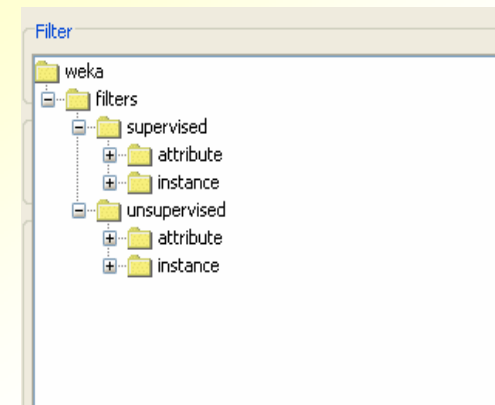 Filter
weka
filters
supervised
attribute
instance
unsupervised
attribute
instance